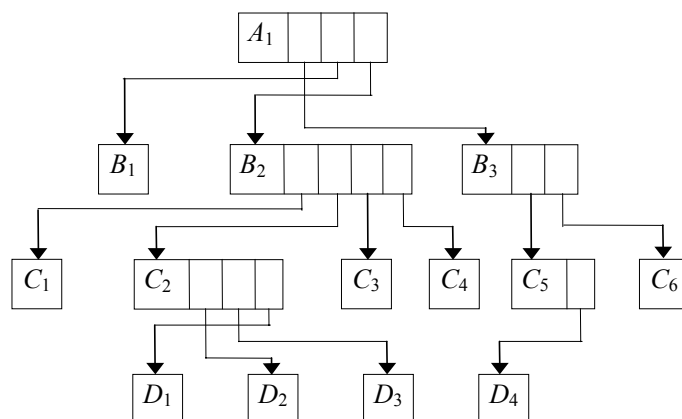 A₁
B₁ B₂ B₃
C₁ C₂ C₃ C₄ C₅ C₆
D₁ D₂ D₃ D₄